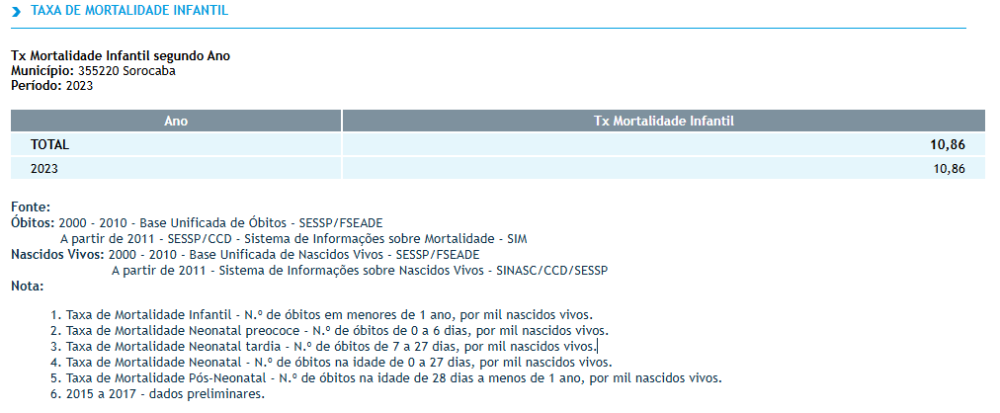 TAXA DE MORTALIDADE INFANTIL
Tx Mortalidade Infantil segundo Ano
Município: 355220 Sorocaba
Período: 2023
Ano Tx Mortalidade Infantil
TOTAL 10,86
2023 10,86
Fonte:
Óbitos: 2000 - 2010 - Base Unificada de Óbitos - SESSP/FSEADE
A partir de 2011 - SESSP/CCD - Sistema de Informações sobre Mortalidade - SIM
Nascidos Vivos: 2000 - 2010 - Base Unificada de Nascidos Vivos - SESSP/FSEADE
A partir de 2011 - Sistema de Informações sobre Nascidos Vivos - SINASC/CCD/SESSP
Nota:
1. Taxa de Mortalidade Infantil - N.º de óbitos em menores de 1 ano, por mil nascidos vivos.
2. Taxa de Mortalidade Neonatal preococe - N.º de óbitos de 0 a 6 dias, por mil nascidos vivos.
3. Taxa de Mortalidade Neonatal tardia - N.º de óbitos de 7 a 27 dias, por mil nascidos vivos.
4. Taxa de Mortalidade Neonatal - N.º de óbitos na idade de 0 a 27 dias, por mil nascidos vivos.
5. Taxa de Mortalidade Pós-Neonatal - N.º de óbitos na idade de 28 dias a menos de 1 ano, por mil nascidos vivos.
6. 2015 a 2017 - dados preliminares.